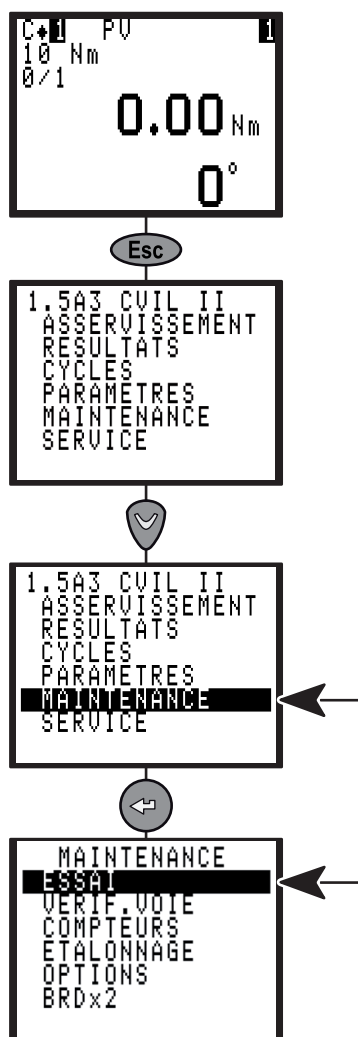 C♦1 PV 1
10 Nm
0/1
0.00 Nm
0°
Esc
1.5A3 CVIL II
ASSERVISSEMENT
RESULTATS
CYCLES
PARAMETRES
MAINTENANCE
SERVICE
1.5A3 CVIL II
ASSERVISSEMENT
RESULTATS
CYCLES
PARAMETRES
MAINTENANCE
SERVICE
MAINTENANCE
ESSAI
VERIF.VOIE
COMPTEURS
ETALONNAGE
OPTIONS
BRDx2